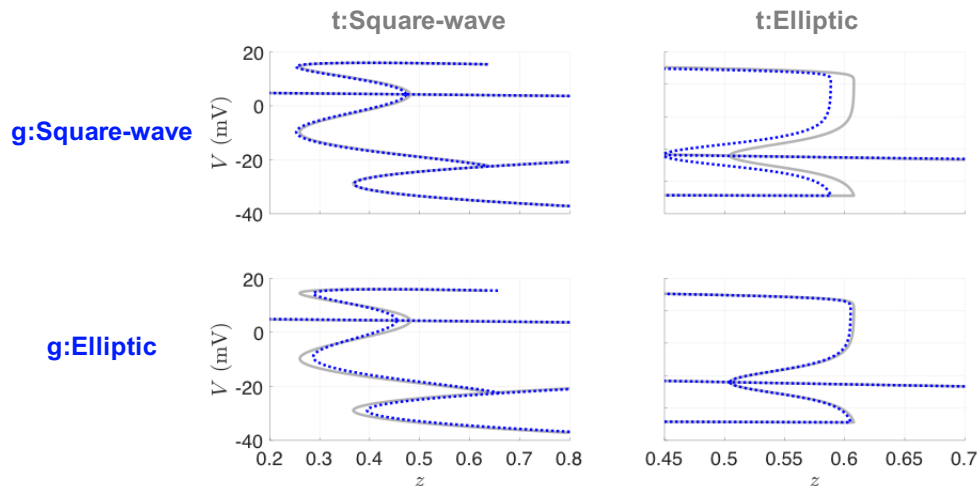 t:Square-wave t:Elliptic
20
0
-20
-40
V (mV)
g:Square-wave
20
0
-20
-40
V (mV)
g:Elliptic
0.2 0.3 0.4 0.5 0.6 0.7 0.8
z
0.45 0.5 0.55 0.6 0.65 0.7
z